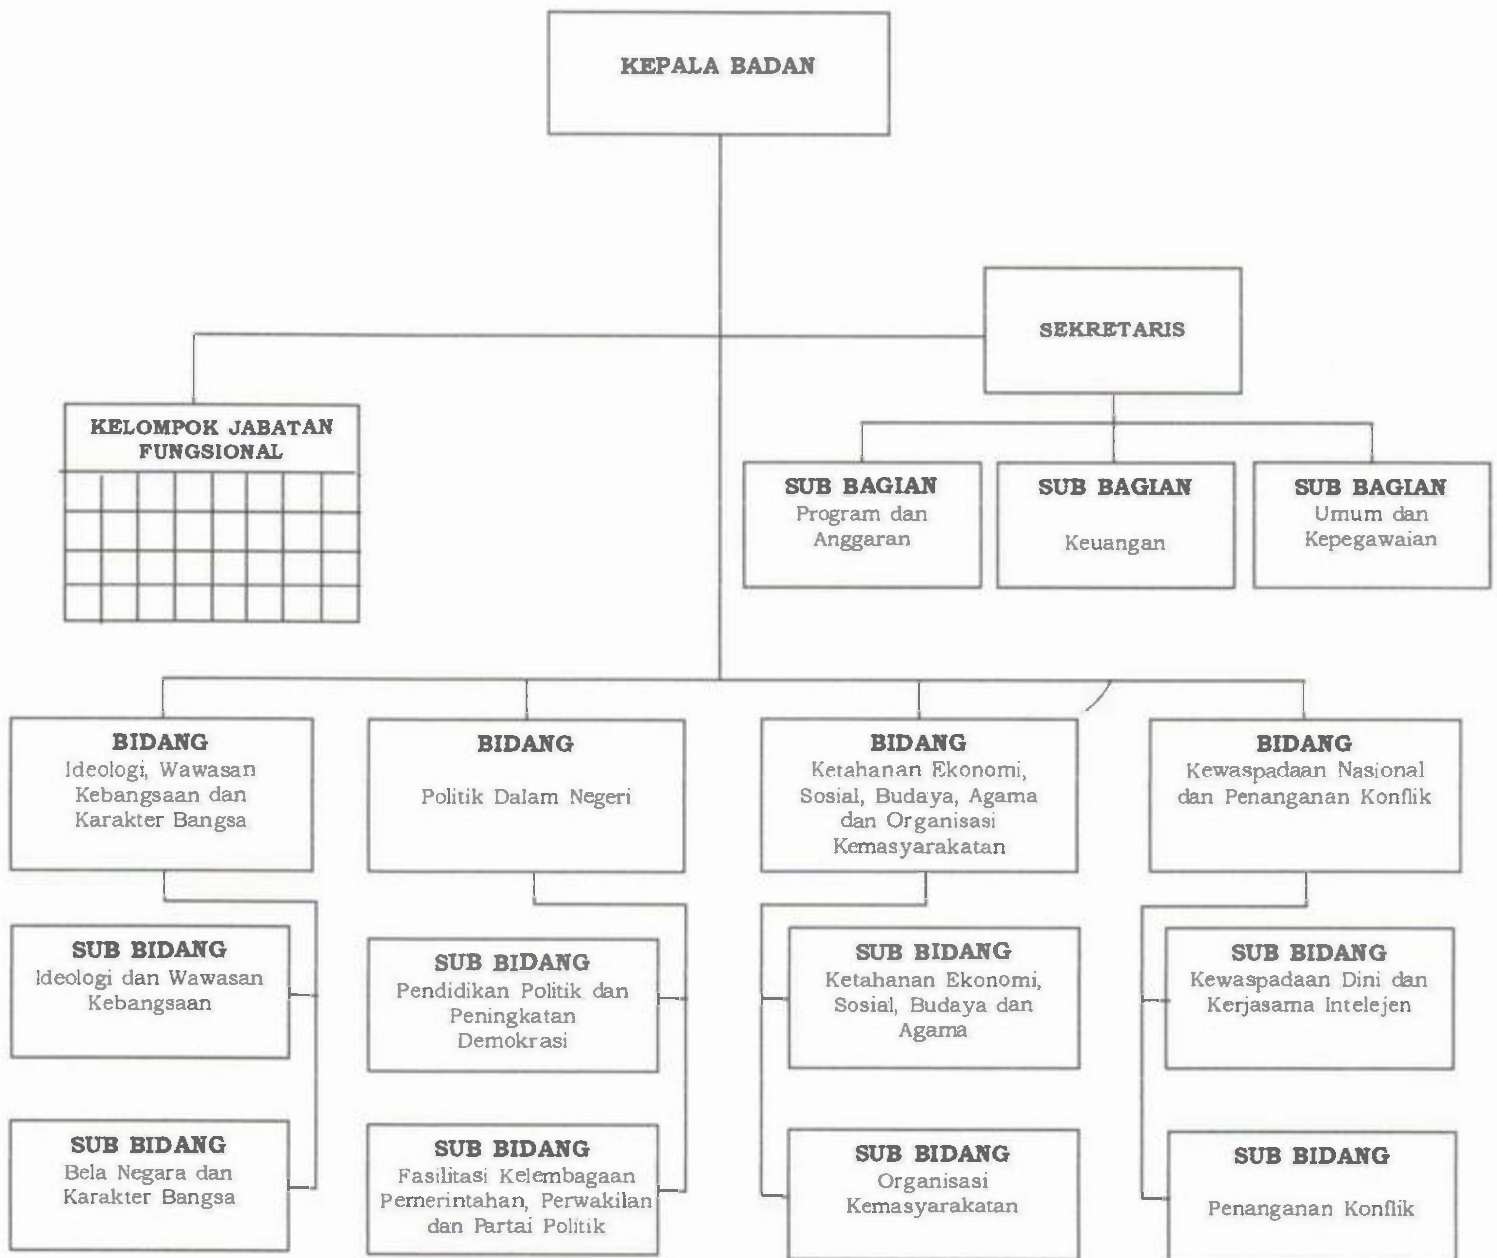 KEPALA BADAN
SEKRETARIS
KELOMPOK JABATAN
FUNGSIONAL
SUB BAGIAN
Program dan
Anggaran
SUB BAGIAN
Keuangan
SUB BAGIAN
Umum dan
Kepegawaian
BIDANG
Ideologi, Wawasan
Kebangsaan dan
Karakter Bangsa
BIDANG
Politik Dalam Negeri
BIDANG
Ketahanan Ekonomi,
Sosial, Budaya, Agama
dan Organisasi
Kemasyarakatan
BIDANG
Kewaspadaan Nasional
dan Penanganan Konflik
SUB BIDANG
Ideologi dan Wawasan
Kebangsaan
SUB BIDANG
Pendidikan Politik dan
Peningkatan
Demokrasi
SUB BIDANG
Ketahanan Ekonomi,
Sosial, Budaya dan
Agama
SUB BIDANG
Kewaspadaan Dini dan
Kerjasama Intelejen
SUB BIDANG
Bela Negara dan
Karakter Bangsa
SUB BIDANG
Fasilitasi Kelembagaan
Pemerintahan, Perwakilan
dan Partai Politik
SUB BIDANG
Organisasi
Kemasyarakatan
SUB BIDANG
Penanganan Konflik